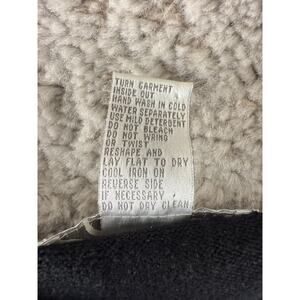 TURN GARMENT
INSIDE OUT
HAND WASH IN COLD
WATER SEPARATELY
USE MILD DETERGENT
DO NOT BLEACH
DO NOT WRING
OR TWIST
RESHAPE AND
LAY FLAT TO DRY
COOL IRON ON
REVERSE SIDE
IF NECESSARY
DO NOT DRY CLEAN